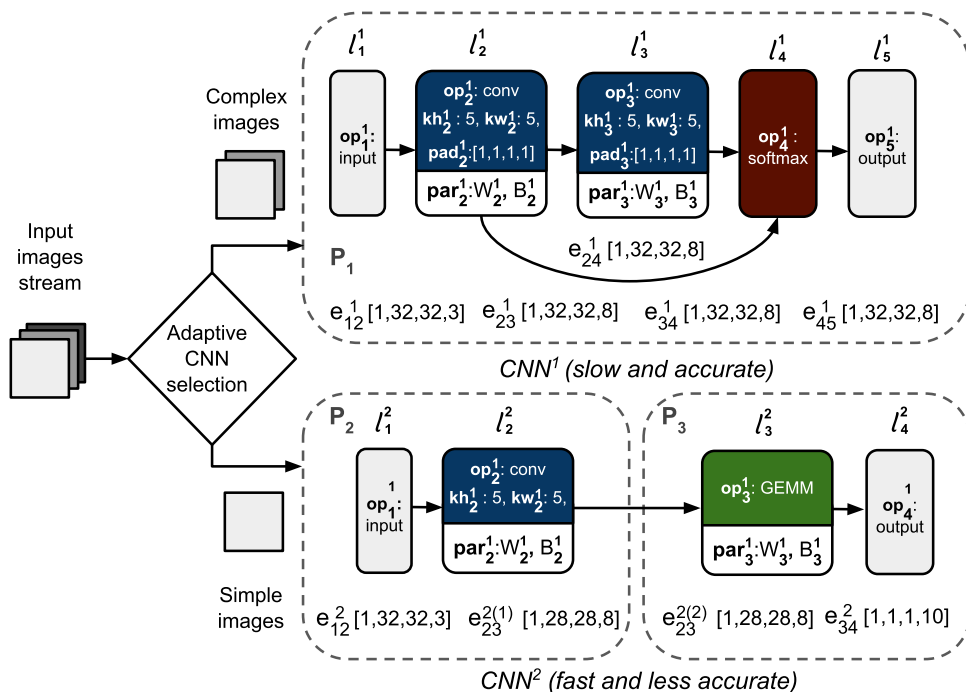 Input
images
stream
Adaptive
CNN
selection
Complex
images
Simple
images
l₁¹ l₂¹ l₃¹ l₄¹ l₅¹
op₁¹:
input
op₂¹: conv
kh₂¹ : 5, kw₂¹: 5,
pad₂¹:[1,1,1,1]
par₂¹:W₂¹, B₂¹
op₃¹: conv
kh₃¹ : 5, kw₃¹: 5,
pad₃¹:[1,1,1,1]
par₃¹:W₃¹, B₃¹
op₄¹ :
softmax
op₅¹:
output
e₂₄¹ [1,32,32,8]
P₁
e₁₂¹ [1,32,32,3] e₂₃¹ [1,32,32,8] e₃₄¹ [1,32,32,8] e₄₅¹ [1,32,32,8]
CNN¹ (slow and accurate)
P₂
l₁² l₂²
op₁¹:
input
op₂¹: conv
kh₂¹ : 5, kw₂¹: 5,
par₂¹:W₂¹, B₂¹
e₁₂² [1,32,32,3] e₂₃²⁽¹⁾ [1,28,28,8]
P₃
l₃² l₄²
op₃¹: GEMM
par₃¹:W₃¹, B₃¹
op₄¹:
output
e₂₃²⁽²⁾ [1,28,28,8] e₃₄² [1,1,1,10]
CNN² (fast and less accurate)